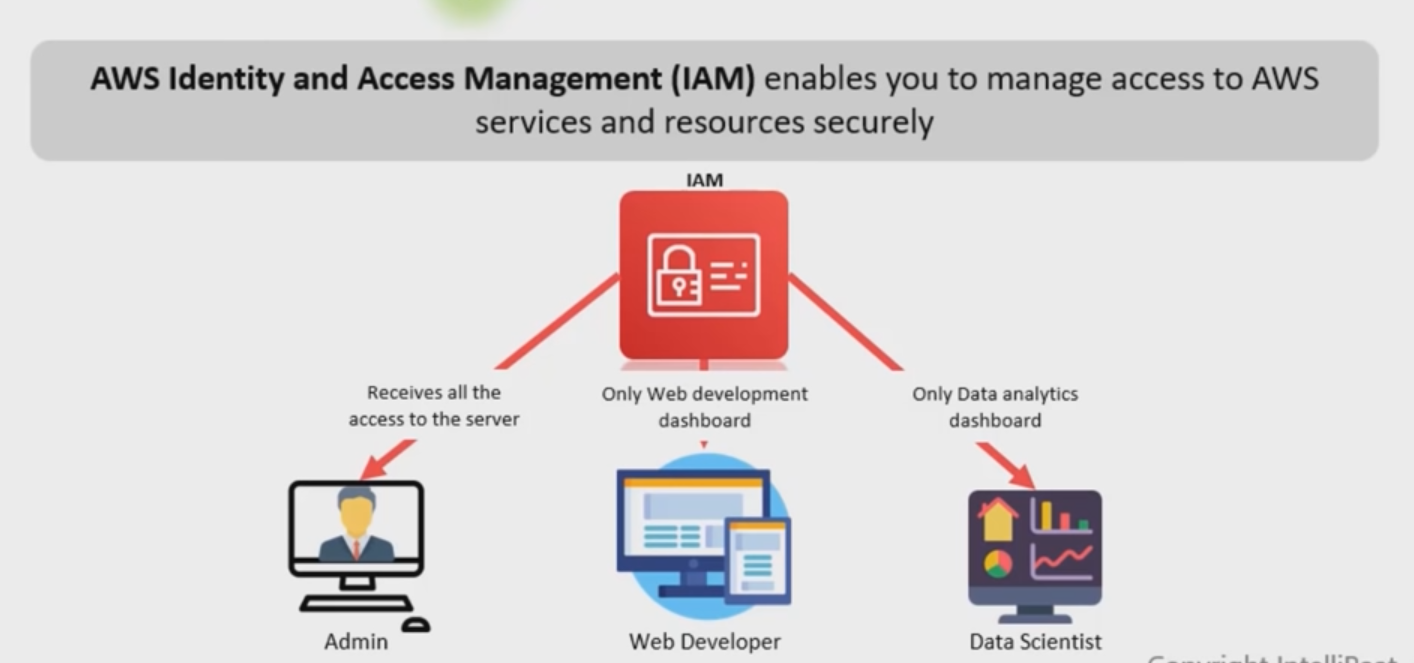 AWS Identity and Access Management (IAM) enables you to manage access to AWS
services and resources securely
IAM
Receives all the
access to the server
Only Web development
dashboard
Only Data analytics
dashboard
Admin
Web Developer
Data Scientist
Copyright